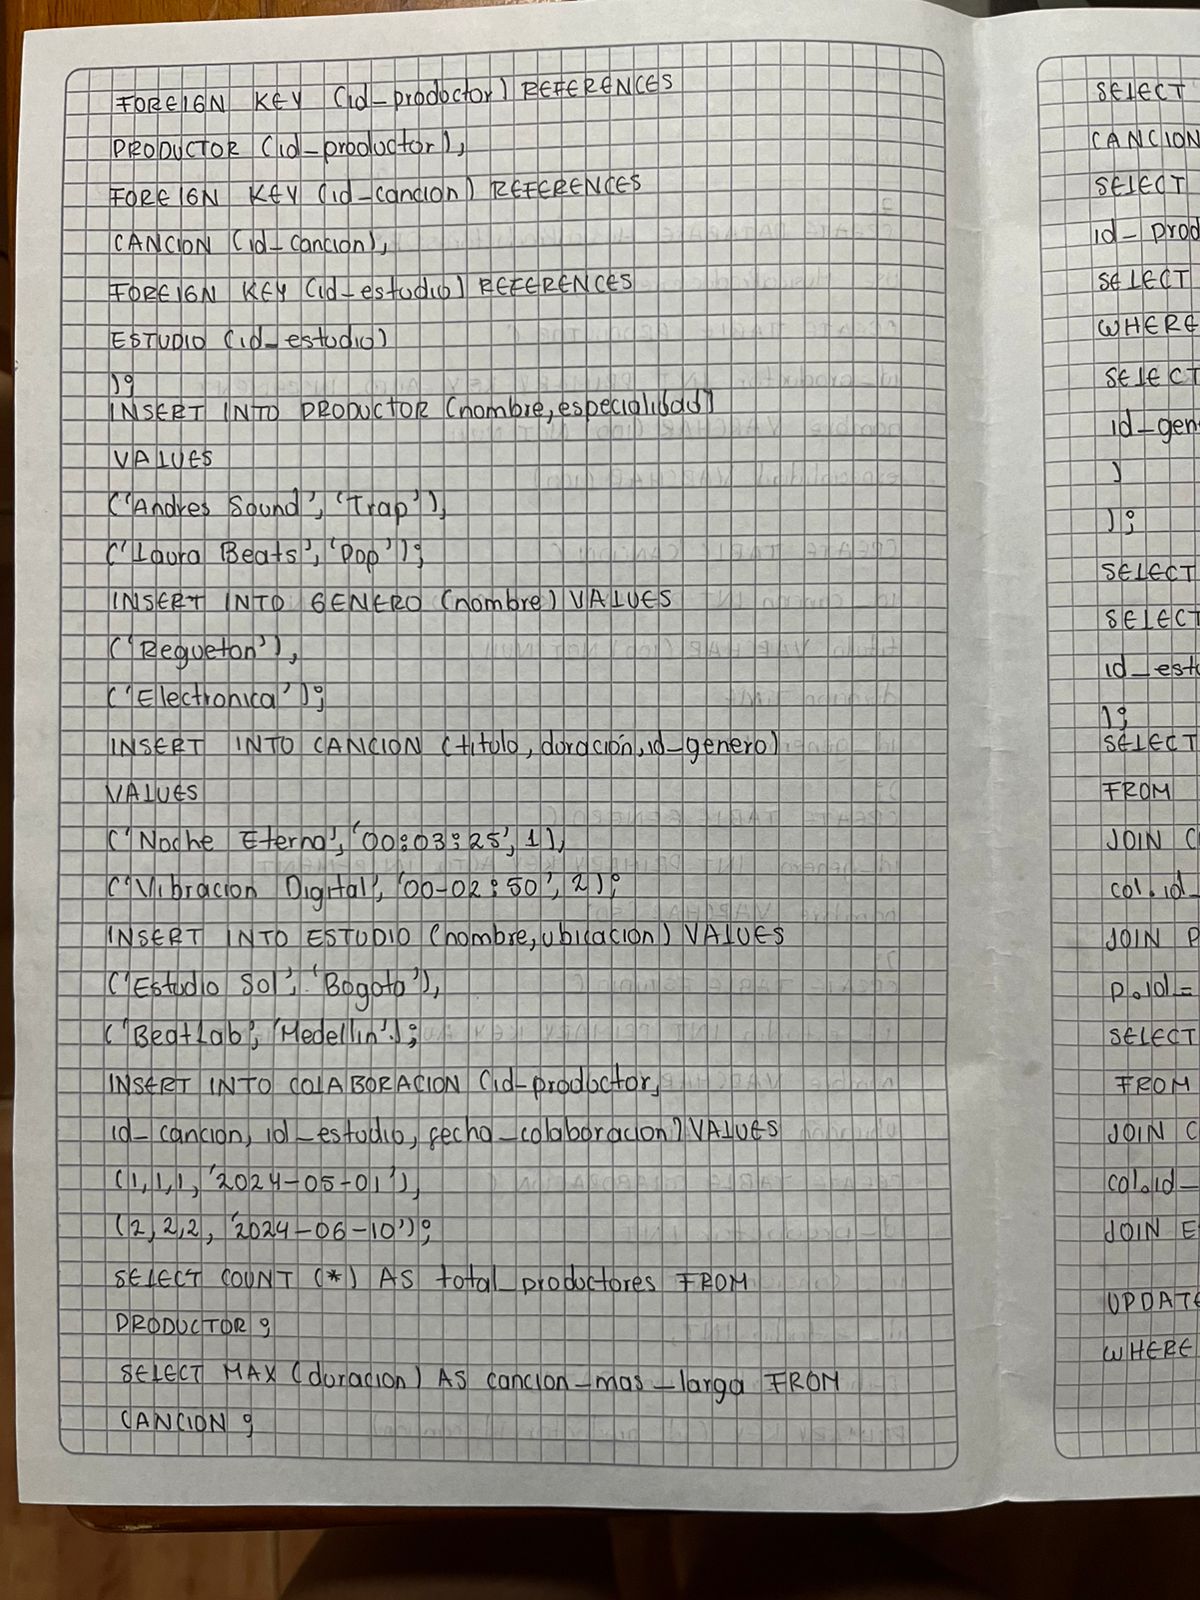 FOREIGN KEY (id-productor) REFERENCES
PRODUCTOR (id-productor),
FOREIGN KEY (id-cancion) REFERENCES
CANCION (id-cancion),
FOREIGN KEY (id-estudio) REFERENCES
ESTUDIO (id_estudio)
);
INSERT INTO PRODUCTOR (nombre, especialidad)
VALUES
('Andres Sound', 'Trap'),
('Laura Beats', 'Pop');
INSERT INTO GENERO (nombre) VALUES
('Regueton'),
('Electronica');
INSERT INTO CANCION (titulo, duración, id-genero)
VALUES
('Noche Eterna', '00:03:25', 1),
('Vibracion Digital', '00-02:50', 2);
INSERT INTO ESTUDIO (nombre, ubicacion) VALUES
('Estudio Sol', 'Bogota'),
('BeatLab', 'Medellin');
INSERT INTO COLABORACION (id-productor,
id-cancion, id-estudio, fecha-colaboracion) VALUES
(1,1,1, '2024-05-01'),
(2,2,2, '2024-06-10');
SELECT COUNT (*) AS total_productores FROM
PRODUCTOR;
SELECT MAX (duracion) AS cancion-mas-larga FROM
CANCION;
SELECT
CANCION
SELECT
id-prod
SELECT
WHERE
SELECT
id-gen
)
);
SELECT
SELECT
id-est
);
SELECT
FROM
JOIN C
col.id-
JOIN P
p.id=
SELECT
FROM
JOIN C
col.id-
JOIN E
UPDATE
WHERE